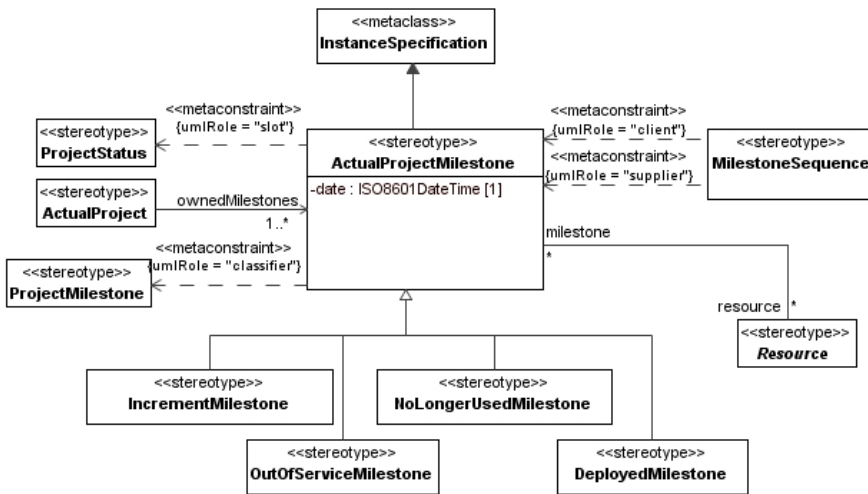 <<metaclass>>
InstanceSpecification
<<metaconstraint>>
{umlRole = "slot"}
<<stereotype>>
ProjectStatus
<<stereotype>>
ActualProject
ownedMilestones
1..*
<<metaconstraint>>
{umlRole = "classifier"}
<<stereotype>>
ProjectMilestone
<<stereotype>>
ActualProjectMilestone
-date : ISO8601DateTime [1]
<<metaconstraint>>
{umlRole = "client"}
<<metaconstraint>>
{umlRole = "supplier"}
<<stereotype>>
MilestoneSequence
milestone
*
resource
*
<<stereotype>>
Resource
<<stereotype>>
IncrementMilestone
<<stereotype>>
NoLongerUsedMilestone
<<stereotype>>
OutOfServiceMilestone
<<stereotype>>
DeployedMilestone